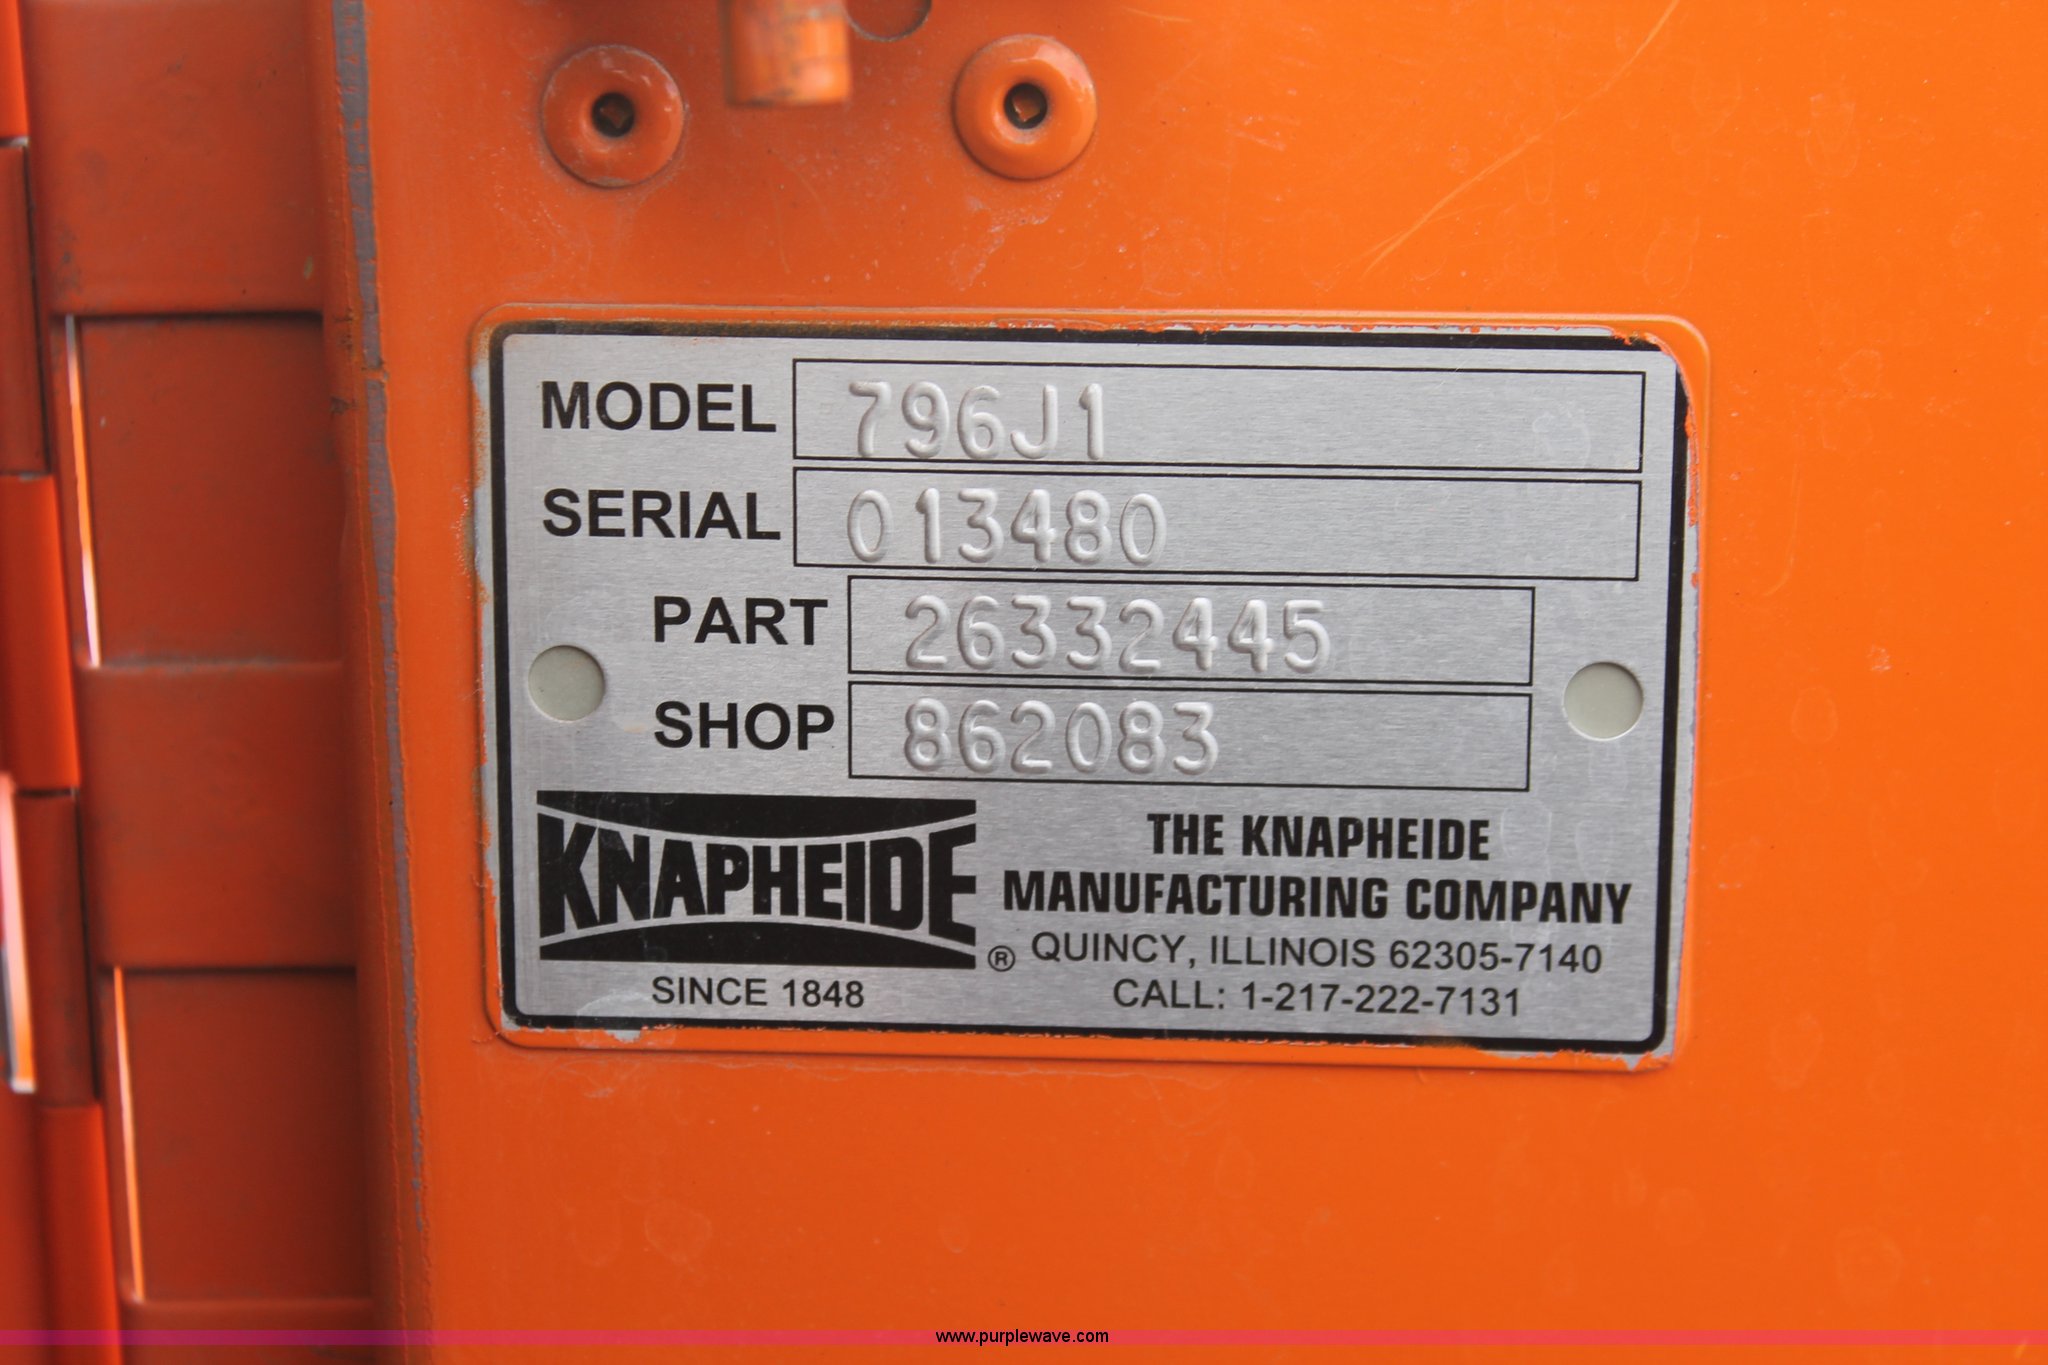 MODEL 796J1
SERIAL 013480
PART 26332445
SHOP 862083
KNAPHEIDE ®
SINCE 1848
THE KNAPHEIDE
MANUFACTURING COMPANY
QUINCY, ILLINOIS 62305-7140
CALL: 1-217-222-7131
www.purplewave.com